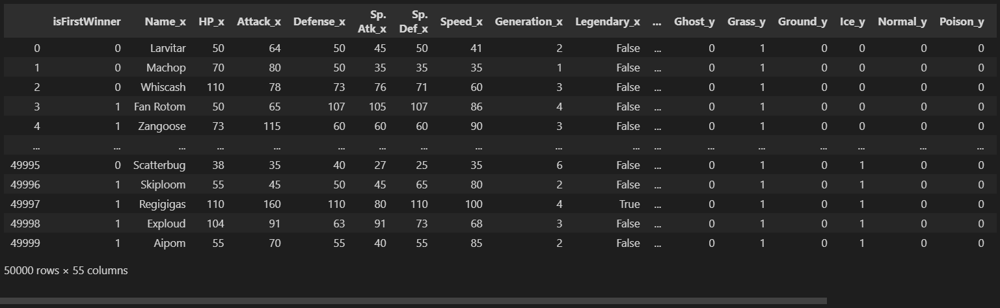 isFirstWinner Name_x HP_x Attack_x Defense_x Sp. Atk_x Sp. Def_x Speed_x Generation_x Legendary_x ... Ghost_y Grass_y Ground_y Ice_y Normal_y Poison_y
0 0 Larvitar 50 64 50 45 50 41 2 False ... 0 1 0 0 0 0
1 0 Machop 70 80 50 35 35 35 1 False ... 0 1 0 0 0 0
2 0 Whiscash 110 78 73 76 71 60 3 False ... 0 1 0 0 0 0
3 1 Fan Rotom 50 65 107 105 107 86 4 False ... 0 1 0 0 0 0
4 1 Zangoose 73 115 60 60 60 90 3 False ... 0 1 0 0 0 0
... ... ... ... ... ... ... ... ... ... ... ... ... ... ... ... ... ...
49995 0 Scatterbug 38 35 40 27 25 35 6 False ... 0 1 0 1 0 0
49996 1 Skiploom 55 45 50 45 65 80 2 False ... 0 1 0 1 0 0
49997 1 Regigigas 110 160 110 80 110 100 4 True ... 0 1 0 1 0 0
49998 1 Exploud 104 91 63 91 73 68 3 False ... 0 1 0 1 0 0
49999 1 Aipom 55 70 55 40 55 85 2 False ... 0 1 0 1 0 0
50000 rows × 55 columns